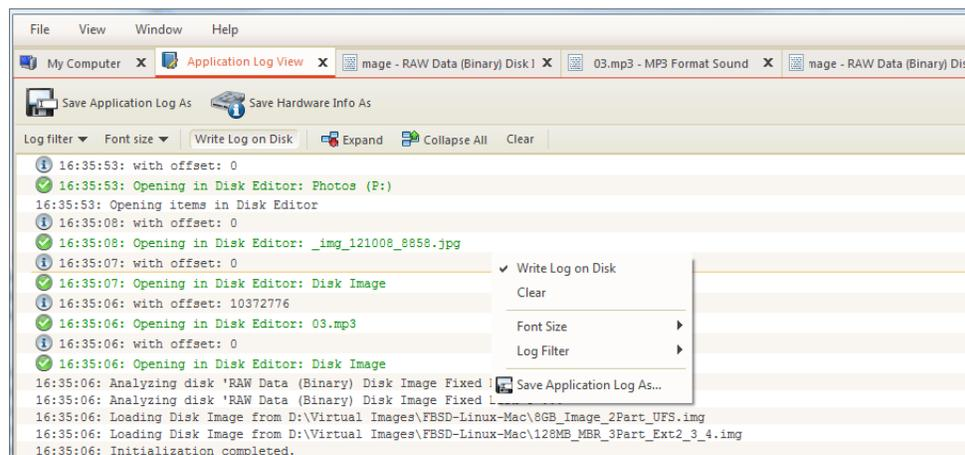 File View Window Help
My Computer X Application Log View X mage - RAW Data (Binary) Disk I X 03.mp3 - MP3 Format Sound X mage - RAW Data (Binary) Dis
Save Application Log As Save Hardware Info As
Log filter Font size Write Log on Disk Expand Collapse All Clear
16:35:53: with offset: 0
16:35:53: Opening in Disk Editor: Photos (P:)
16:35:53: Opening items in Disk Editor
16:35:08: with offset: 0
16:35:08: Opening in Disk Editor: _img_121008_8858.jpg
16:35:07: with offset: 0
16:35:07: Opening in Disk Editor: Disk Image
16:35:06: with offset: 10372776
16:35:06: Opening in Disk Editor: 03.mp3
16:35:06: with offset: 0
16:35:06: Opening in Disk Editor: Disk Image
16:35:06: Analyzing disk 'RAW Data (Binary) Disk Image Fixed
16:35:06: Analyzing disk 'RAW Data (Binary) Disk Image Fixed
16:35:06: Loading Disk Image from D:\Virtual Images\FBSD-Linux-Mac\8GB_Image_2Part_UFS.img
16:35:06: Loading Disk Image from D:\Virtual Images\FBSD-Linux-Mac\128MB_MBR_3Part_Ext2_3_4.img
16:35:06: Initialization completed.
Write Log on Disk
Clear
Font Size
Log Filter
Save Application Log As...